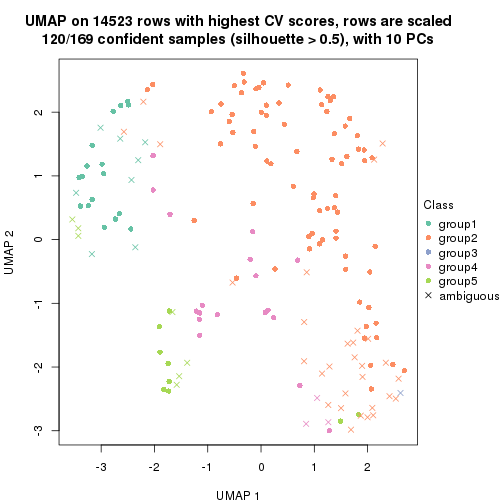 UMAP on 14523 rows with highest CV scores, rows are scaled
120/169 confident samples (silhouette > 0.5), with 10 PCs
2
1
0
-1
-2
-3
UMAP 2
-3
-2
-1
0
1
2
UMAP 1
Class
group1
group2
group3
group4
group5
ambiguous